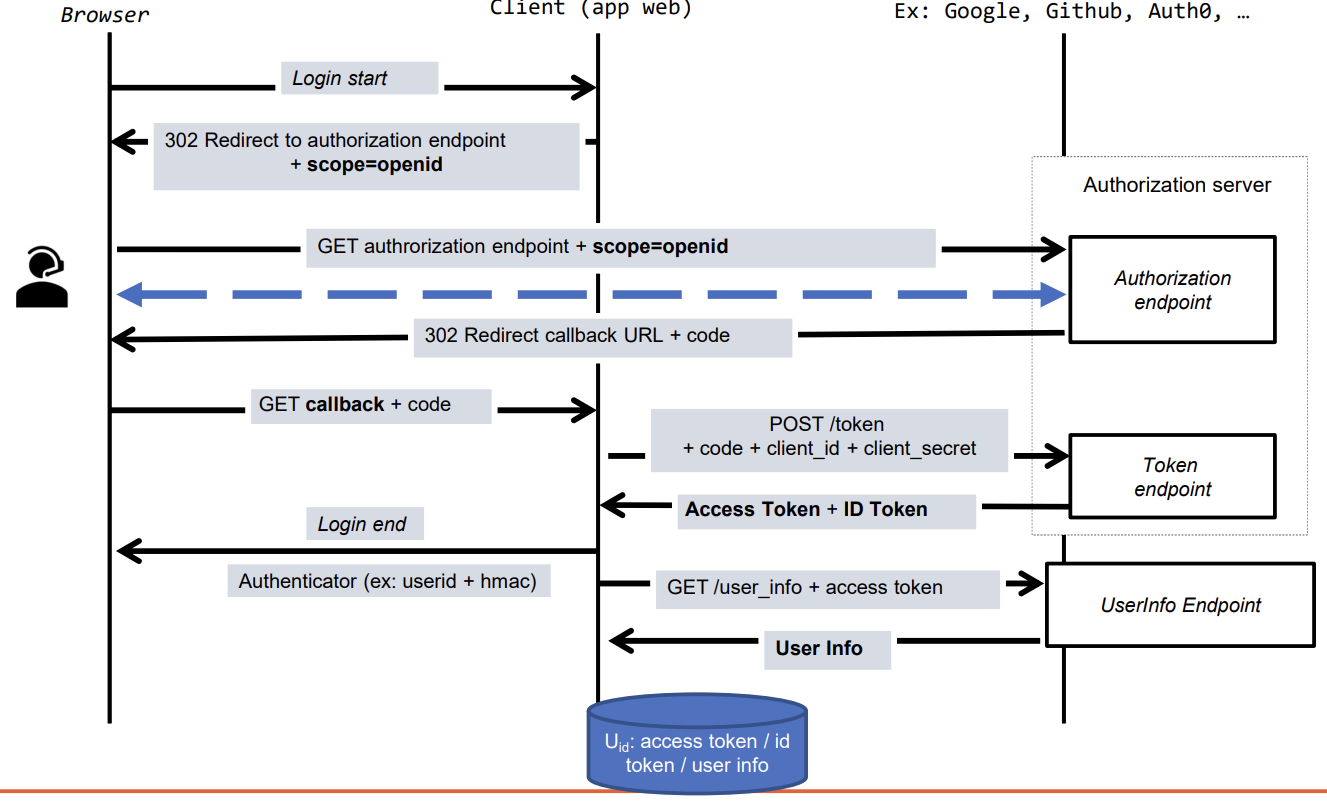 Browser
Client (app web)
Ex: Google, Github, Auth0, …
Login start
302 Redirect to authorization endpoint
+ scope=openid
Authorization server
GET authrorization endpoint + scope=openid
Authorization
endpoint
302 Redirect callback URL + code
GET callback + code
POST /token
+ code + client_id + client_secret
Token
endpoint
Access Token + ID Token
Login end
Authenticator (ex: userid + hmac)
GET /user_info + access token
UserInfo Endpoint
User Info
Uid: access token / id
token / user info